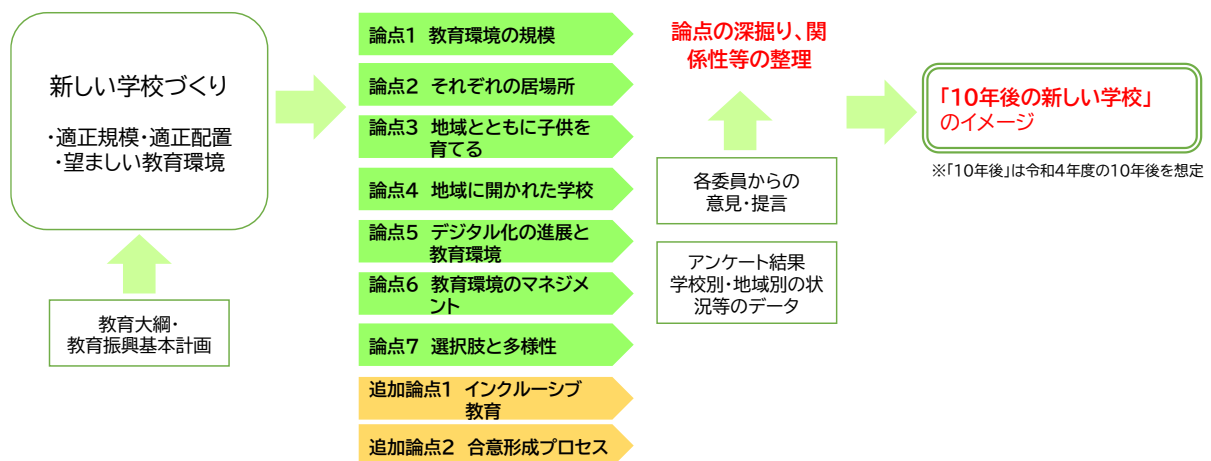 新しい学校づくり
・適正規模・適正配置
・望ましい教育環境
教育大綱・
教育振興基本計画
論点1 教育環境の規模
論点2 それぞれの居場所
論点3 地域とともに子供を
育てる
論点4 地域に開かれた学校
論点5 デジタル化の進展と
教育環境
論点6 教育環境のマネジメ
ント
論点7 選択肢と多様性
追加論点1 インクルーシブ
教育
追加論点2 合意形成プロセス
論点の深掘り、関
係性等の整理
各委員からの
意見・提言
アンケート結果
学校別・地域別の状
況等のデータ
「10年後の新しい学校」
のイメージ
※「10年後」は令和4年度の10年後を想定